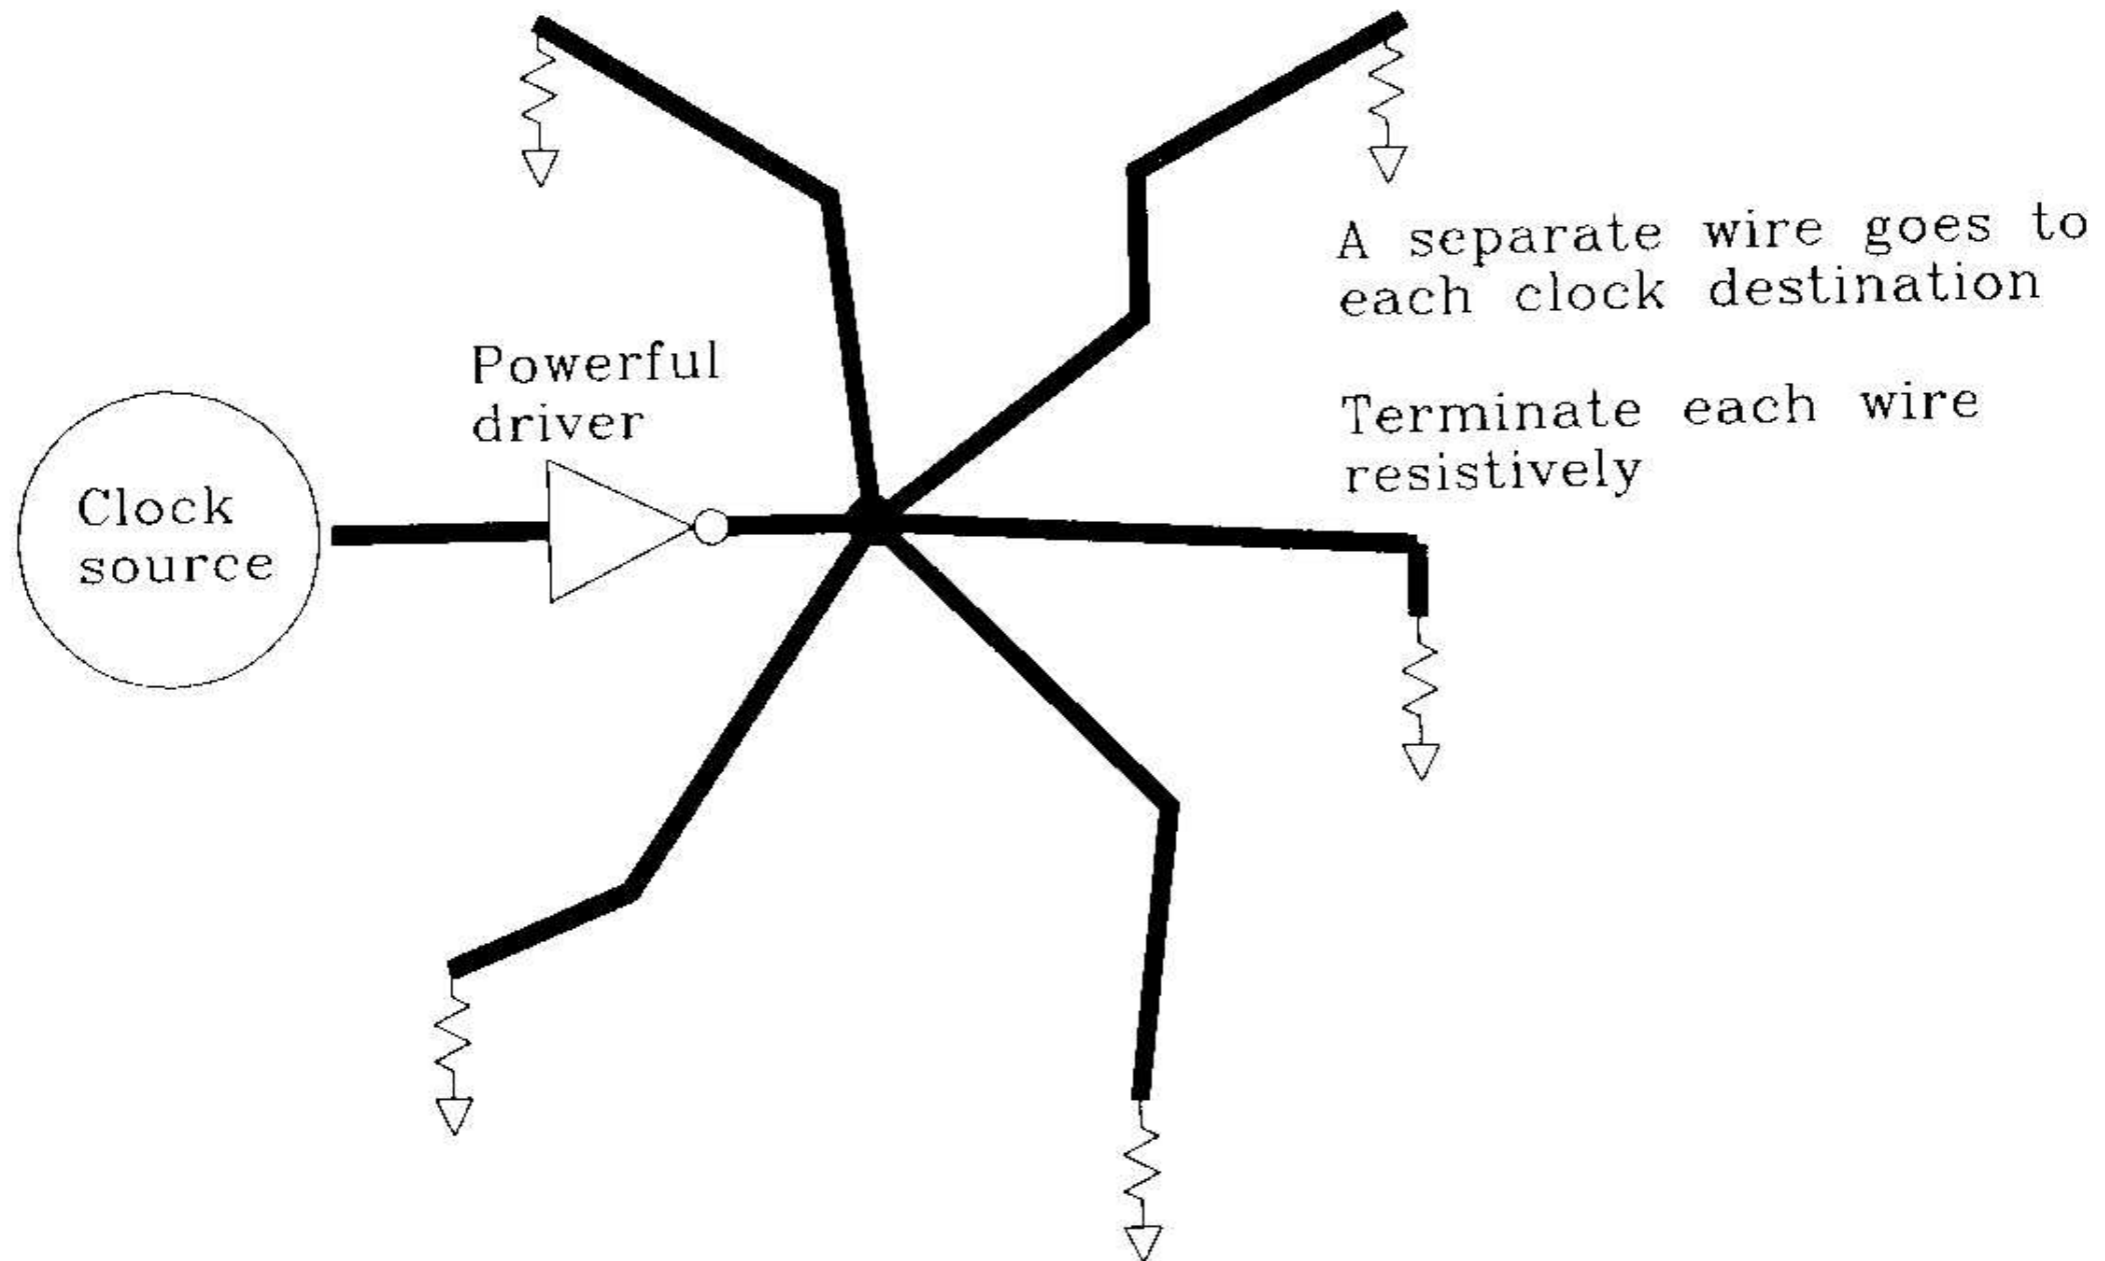 Clock
source
Powerful
driver
A separate wire goes to
each clock destination
Terminate each wire
resistively